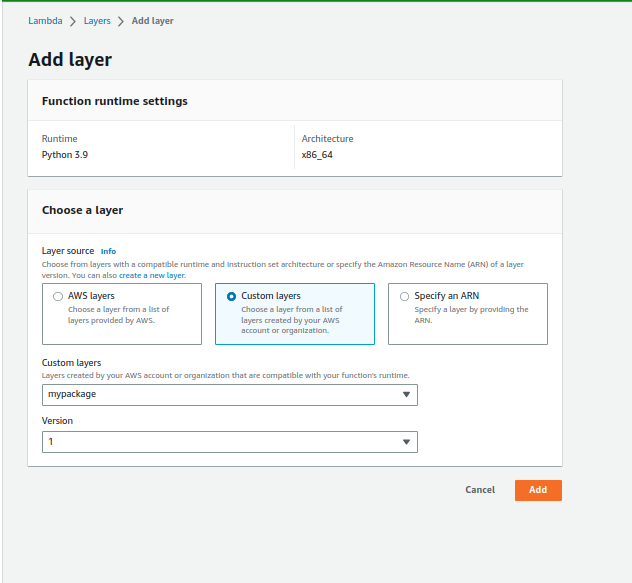 Lambda > Layers > Add layer
Add layer
Function runtime settings
Runtime
Python 3.9
Architecture
x86_64
Choose a layer
Layer source Info
Choose from layers with a compatible runtime and instruction set architecture or specify the Amazon Resource Name (ARN) of a layer
version. You can also create a new layer.
AWS layers
Choose a layer from a list of
layers provided by AWS.
Custom layers
Choose a layer from a list of
layers created by your AWS
account or organization.
Specify an ARN
Specify a layer by providing the
ARN.
Custom layers
Layers created by your AWS account or organization that are compatible with your function's runtime.
mypackage
Version
1
Cancel
Add